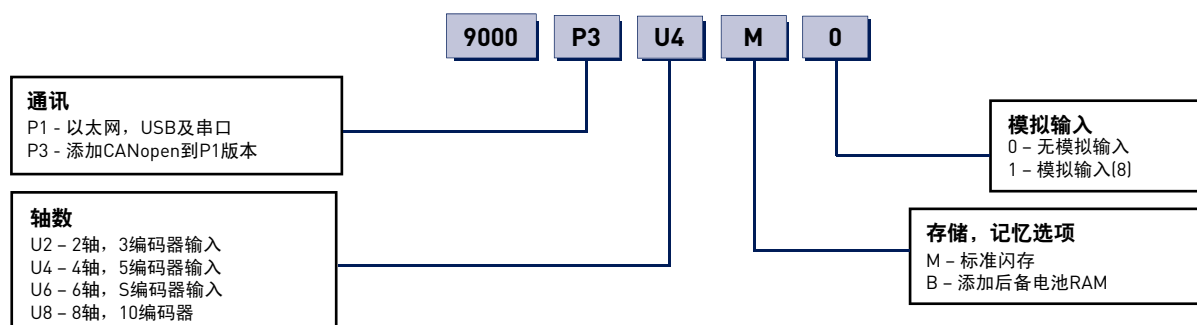 9000 P3 U4 M 0
通讯
P1 - 以太网，USB及串口
P3 - 添加CANopen到P1版本
轴数
U2 – 2轴，3编码器输入
U4 – 4轴，5编码器输入
U6 – 6轴，S编码器输入
U8 – 8轴，10编码器
模拟输入
0 – 无模拟输入
1 – 模拟输入(8)
存储，记忆选项
M – 标准闪存
B – 添加后备电池RAM